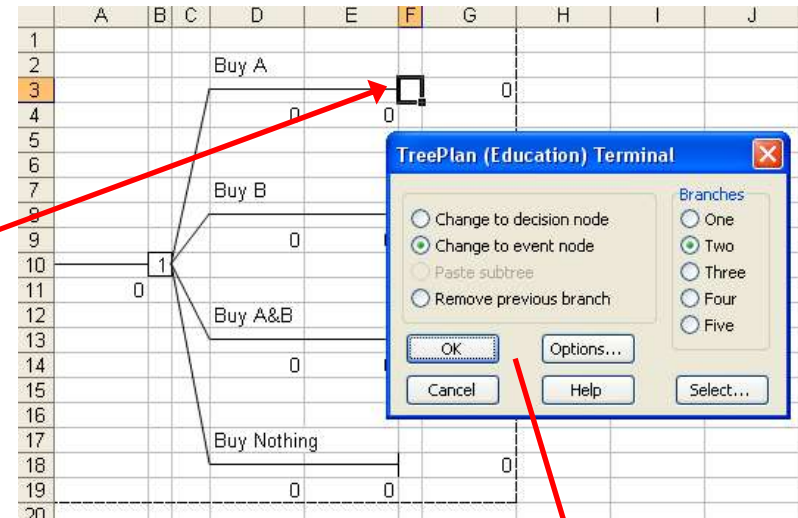 A B C D E F G H I J
1
2 Buy A
3 0
4 0 0
5
6
7 Buy B
8
9 0
10 1
11 0
12 Buy A&B
13
14 0
15
16
17 Buy Nothing
18 0
19 0 0
20
TreePlan (Education) Terminal
Change to decision node
Change to event node
Paste subtree
Remove previous branch
Branches
One
Two
Three
Four
Five
OK Options...
Cancel Help Select...